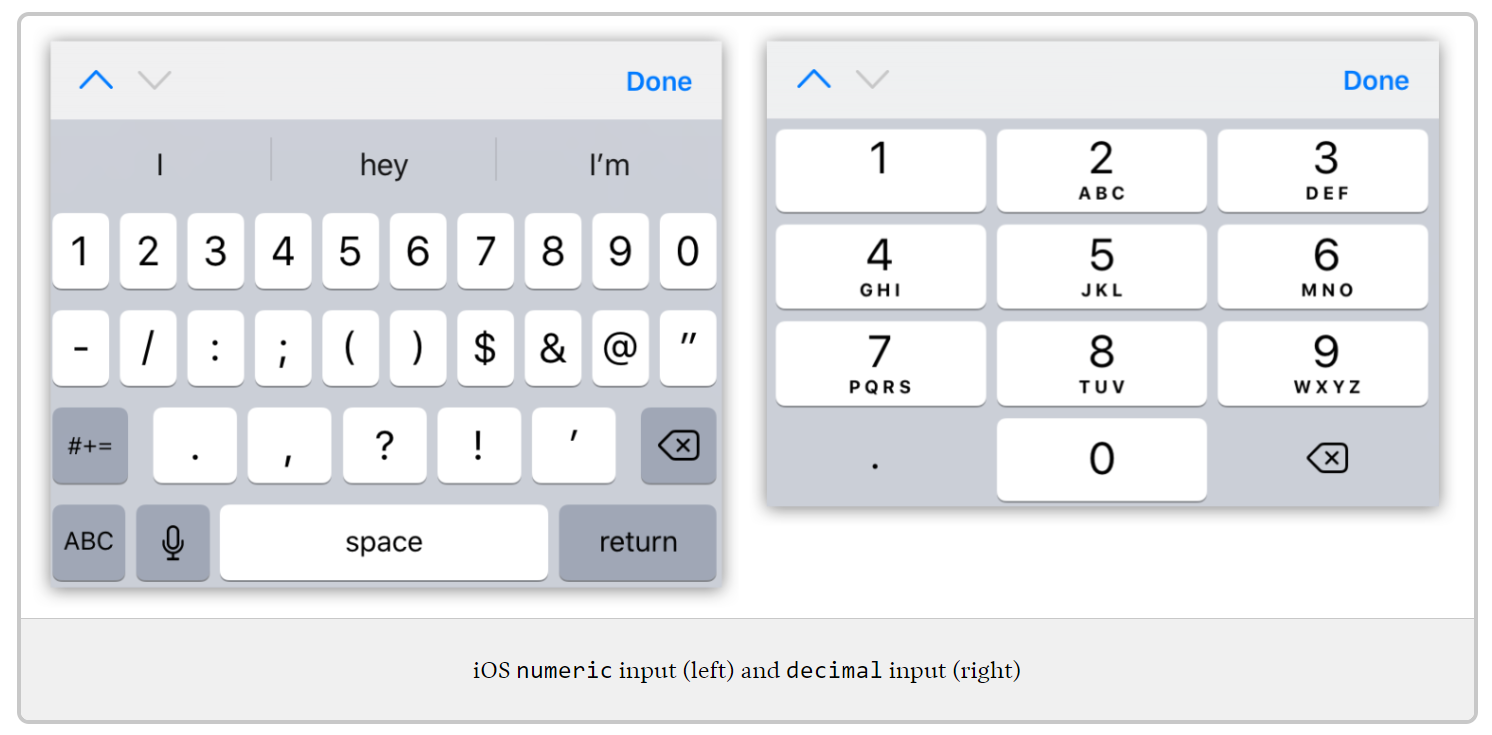 Done
I hey I’m
1 2 3 4 5 6 7 8 9 0
- / : ; ( ) $ & @ ”
#+= . , ? ! ’
ABC space return
Done
1 2 3
ABC DEF
4 5 6
GHI JKL MNO
7 8 9
PQRS TUV WXYZ
. 0
iOS numeric input (left) and decimal input (right)